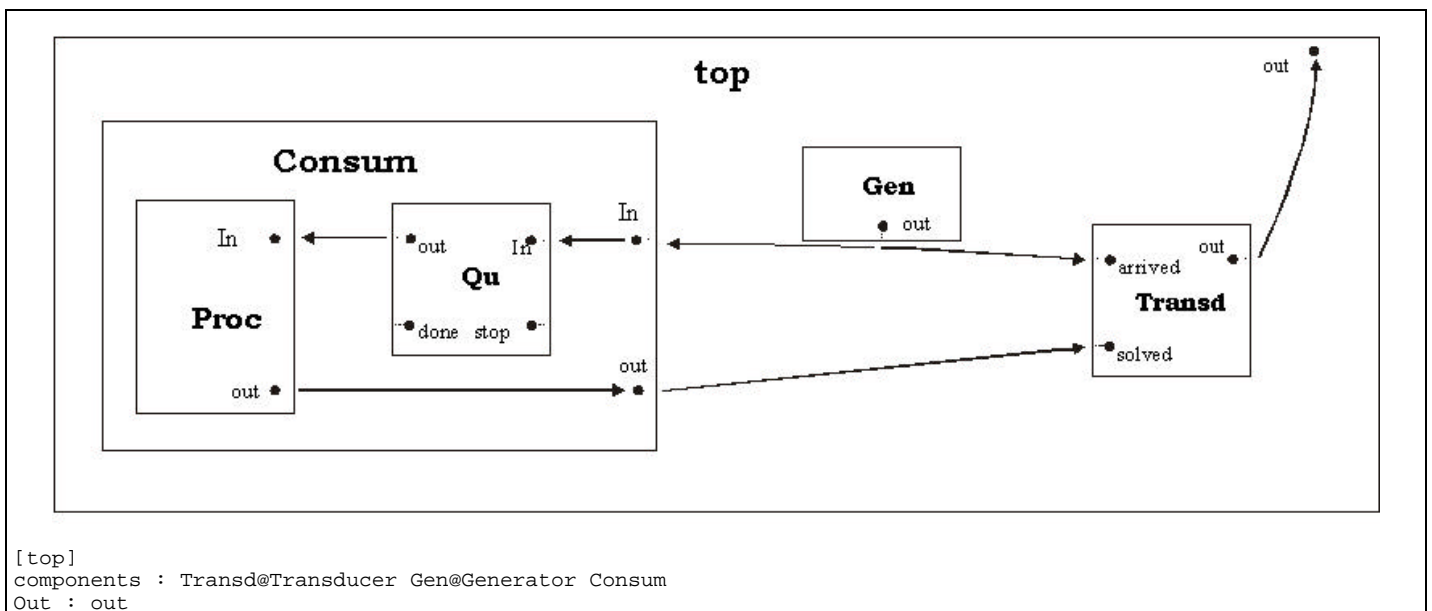 top
out
Consum
Gen
out
In
In
out
In
Qu
Proc
done stop
out
out
arrived
out
Transd
solved
[top]
components : Transd@Transducer Gen@Generator Consum
Out : out